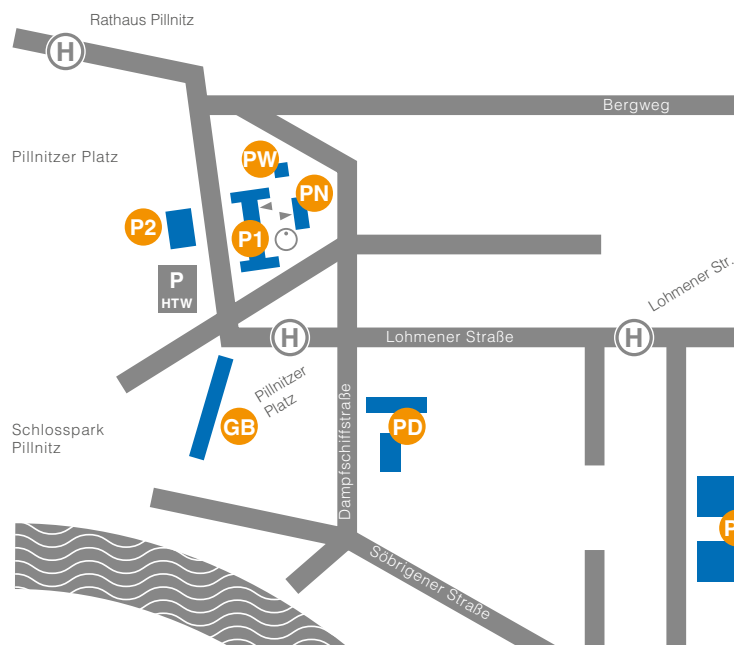 Rathaus Pillnitz
H
Bergweg
Pillnitzer Platz
PW
PN
P2
P1
P
HTW
Lohmener Str.
H
Lohmener Straße
H
Pillnitzer
Platz
Dampfschiffstraße
Schlosspark
Pillnitz
GB
PD
P
Söbrigener Straße